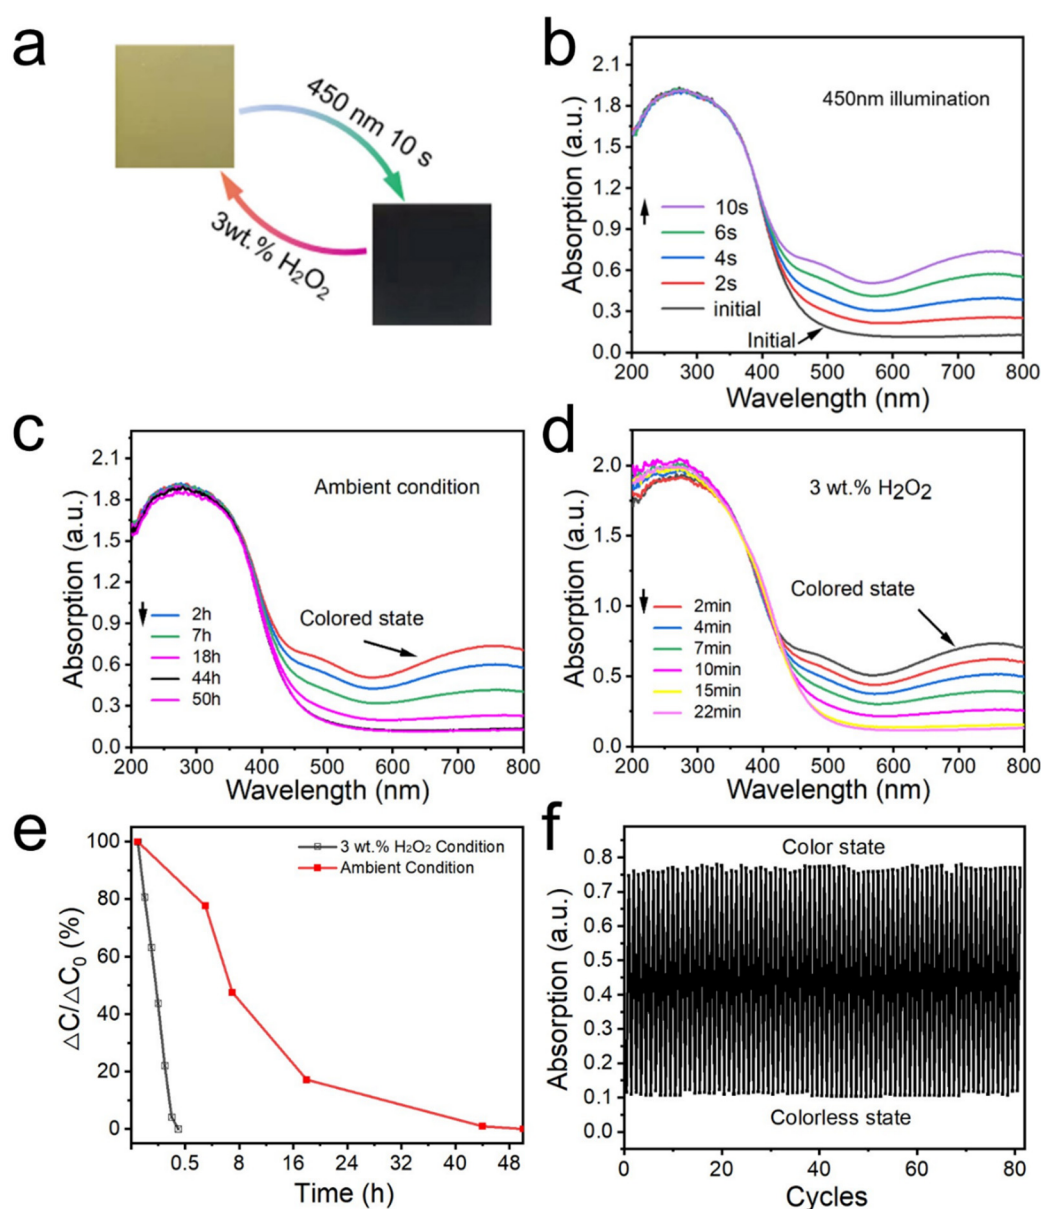 a
450 nm 10 s
3wt.% H₂O₂
b
450nm illumination
Absorption (a.u.)
2.1
1.8
1.5
1.2
0.9
0.6
0.3
0.0
10s
6s
4s
2s
initial
Initial
200 300 400 500 600 700 800
Wavelength (nm)
c
Ambient condition
Absorption (a.u.)
2.1
1.8
1.5
1.2
0.9
0.6
0.3
0.0
Colored state
2h
7h
18h
44h
50h
200 300 400 500 600 700 800
Wavelength (nm)
d
3 wt.% H₂O₂
Absorption (a.u.)
2.0
1.5
1.0
0.5
0.0
Colored state
2min
4min
7min
10min
15min
22min
200 300 400 500 600 700 800
Wavelength (nm)
e
3 wt.% H₂O₂ Condition
Ambient Condition
△C/△C₀ (%)
100
80
60
40
20
0
0.5 8 16 24 32 40 48
Time (h)
f
Color state
Absorption (a.u.)
0.8
0.7
0.6
0.5
0.4
0.3
0.2
0.1
0.0
Colorless state
0 20 40 60 80
Cycles